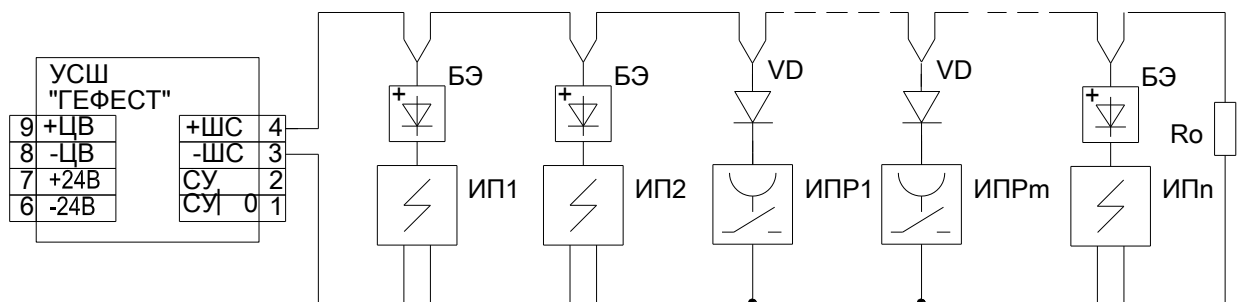 УСШ
"ГЕФЕСТ"
9 +ЦВ +ШС 4
8 -ЦВ -ШС 3
7 +24В СУ 2
6 -24В СУ| 0 1
БЭ
+
БЭ
+
VD
VD
БЭ
+
Ro
ИП1
ИП2
ИПР1
ИПРm
ИПn